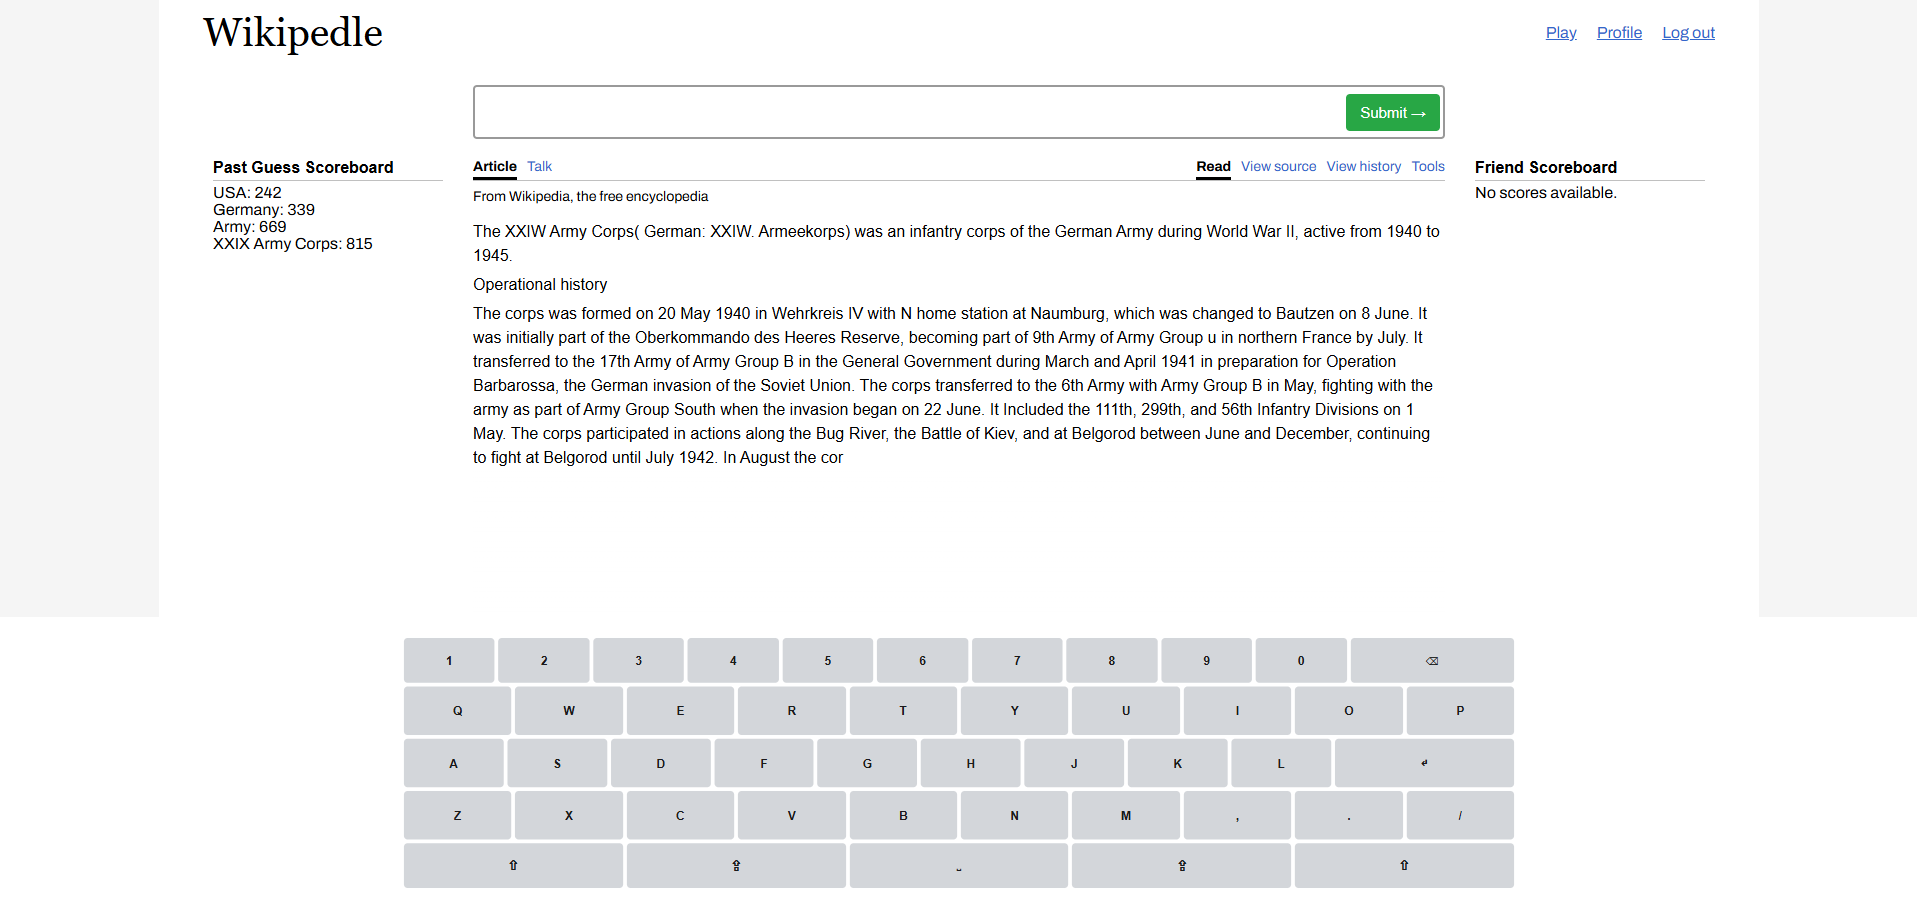 Wikipedle
Play Profile Log out
Submit →
Past Guess Scoreboard
USA: 242
Germany: 339
Army: 669
XXIX Army Corps: 815
Article Talk
Read View source View history Tools
From Wikipedia, the free encyclopedia
The XXIW Army Corps( German: XXIW. Armeekorps) was an infantry corps of the German Army during World War II, active from 1940 to
1945.
Operational history
The corps was formed on 20 May 1940 in Wehrkreis IV with N home station at Naumburg, which was changed to Bautzen on 8 June. It
was initially part of the Oberkommando des Heeres Reserve, becoming part of 9th Army of Army Group u in northern France by July. It
transferred to the 17th Army of Army Group B in the General Government during March and April 1941 in preparation for Operation
Barbarossa, the German invasion of the Soviet Union. The corps transferred to the 6th Army with Army Group B in May, fighting with the
army as part of Army Group South when the invasion began on 22 June. It Included the 111th, 299th, and 56th Infantry Divisions on 1
May. The corps participated in actions along the Bug River, the Battle of Kiev, and at Belgorod between June and December, continuing
to fight at Belgorod until July 1942. In August the cor
Friend Scoreboard
No scores available.
1 2 3 4 5 6 7 8 9 0 ⌫
Q W E R T Y U I O P
A S D F G H J K L ↲
Z X C V B N M , . /
⇧ ⇪ ⎵ ⇪ ⇧